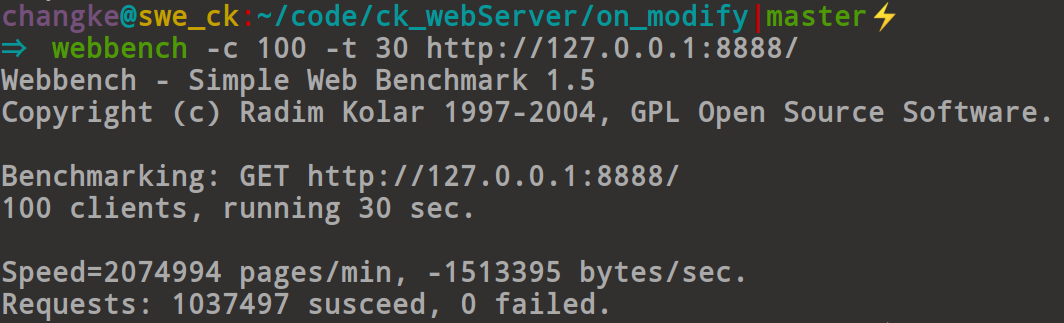 changke@swe_ck:~/code/ck_webServer/on_modify|master⚡
⇒ webbench -c 100 -t 30 http://127.0.0.1:8888/
Webbench - Simple Web Benchmark 1.5
Copyright (c) Radim Kolar 1997-2004, GPL Open Source Software.
Benchmarking: GET http://127.0.0.1:8888/
100 clients, running 30 sec.
Speed=2074994 pages/min, -1513395 bytes/sec.
Requests: 1037497 susceed, 0 failed.